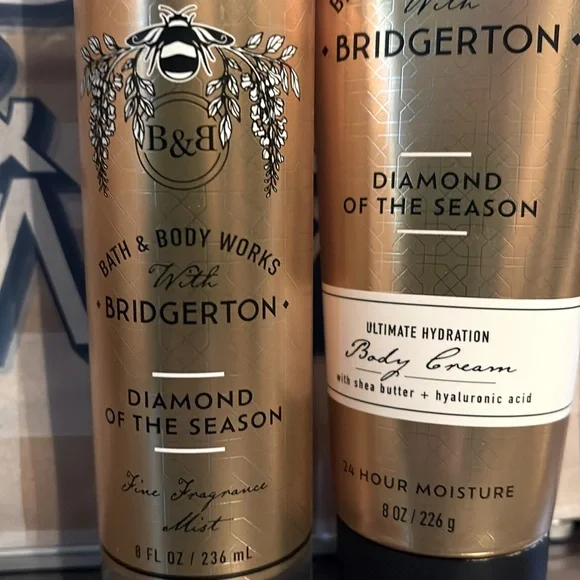 B&B
BATH & BODY WORKS
With
• BRIDGERTON •
DIAMOND
OF THE SEASON
Fine Fragrance
Mist
8 FL OZ / 236 mL
With
• BRIDGERTON •
DIAMOND
OF THE SEASON
ULTIMATE HYDRATION
Body Cream
with shea butter + hyaluronic acid
24 HOUR MOISTURE
8 OZ / 226 g